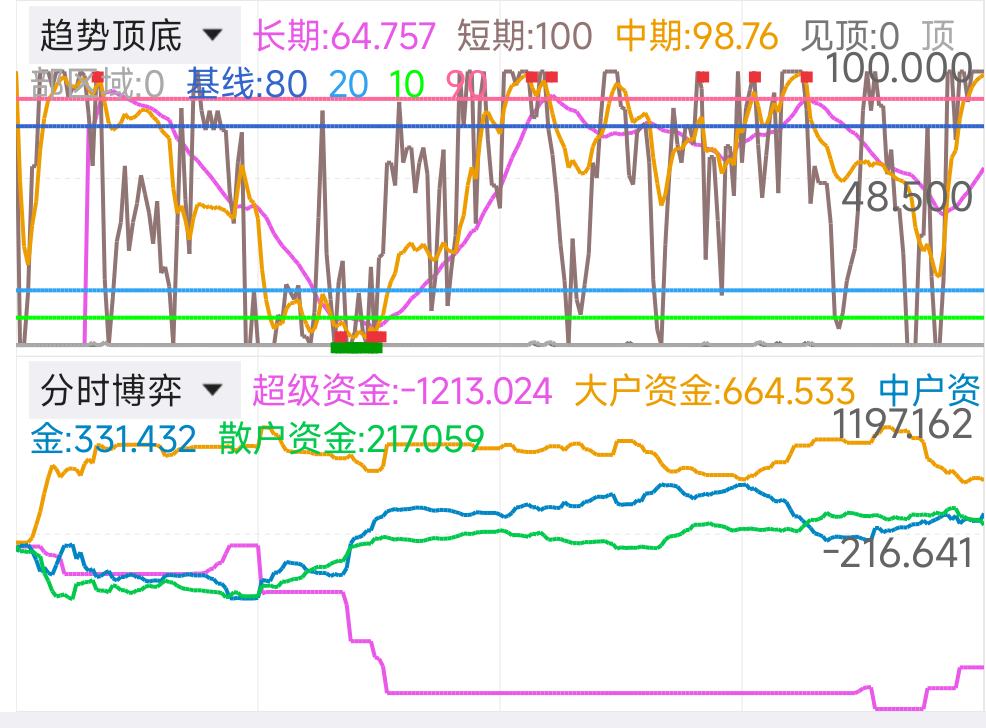 趋势顶底 长期:64.757 短期:100 中期:98.76 见顶:0 顶
部区域:0 基线:80 20 10 90
100.000
48.500
分时博弈 超级资金:-1213.024 大户资金:664.533 中户资
金:331.432 散户资金:217.059
1197.162
-216.641